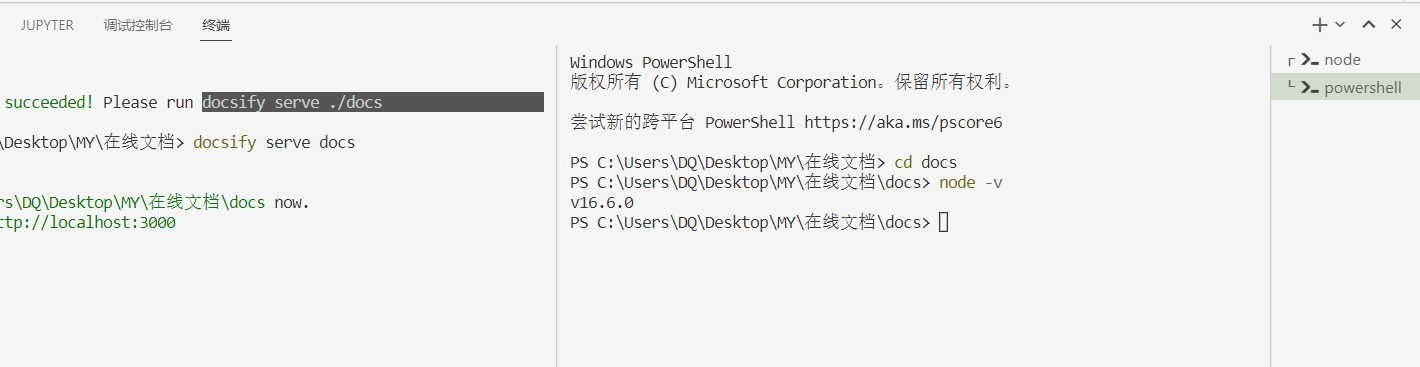 JUPYTER 调试控制台 终端
succeeded! Please run docsify serve ./docs
\Desktop\MY\在线文档> docsify serve docs
rs\DQ\Desktop\MY\在线文档\docs now.
ttp://localhost:3000
Windows PowerShell
版权所有 (C) Microsoft Corporation。保留所有权利。
尝试新的跨平台 PowerShell https://aka.ms/pscore6
PS C:\Users\DQ\Desktop\MY\在线文档> cd docs
PS C:\Users\DQ\Desktop\MY\在线文档\docs> node -v
v16.6.0
PS C:\Users\DQ\Desktop\MY\在线文档\docs>
node
powershell